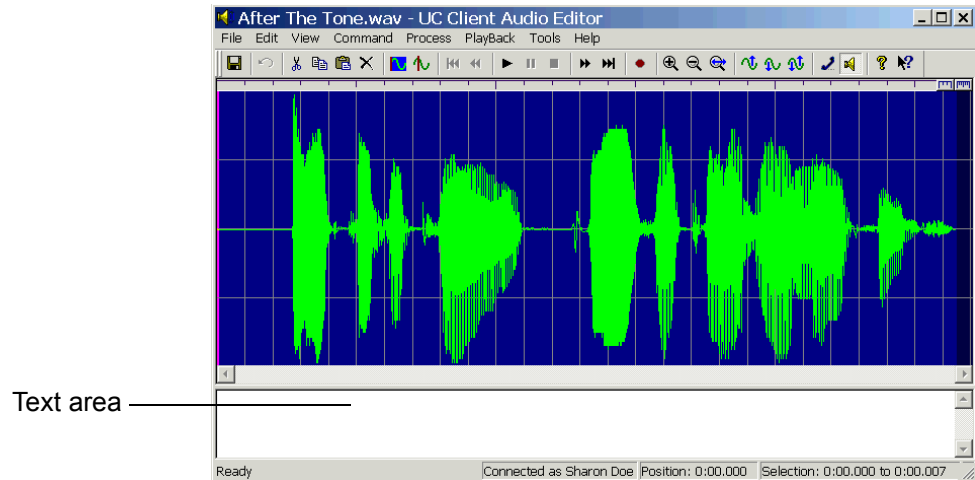 After The Tone.wav - UC Client Audio Editor
File Edit View Command Process PlayBack Tools Help
Text area
Ready Connected as Sharon Doe Position: 0:00.000 Selection: 0:00.000 to 0:00.007